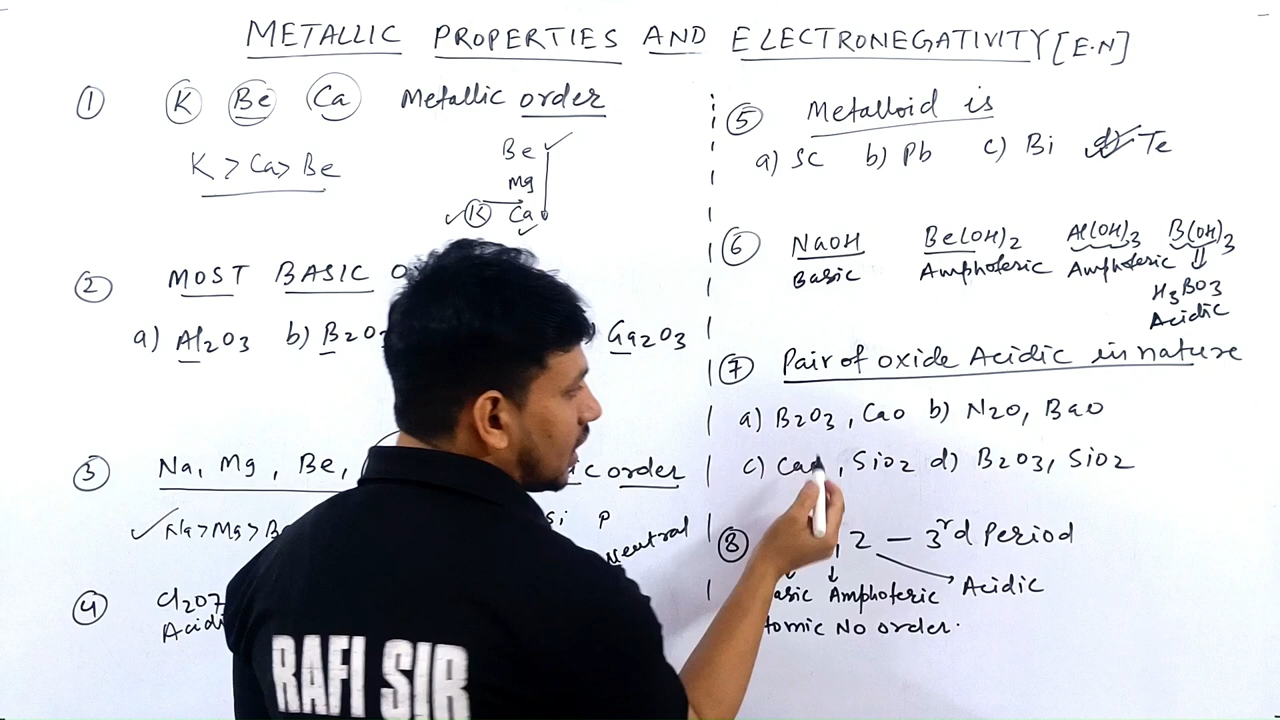 METALLIC PROPERTIES AND ELECTRONEGATIVITY [E.N]
① K Be Ca Metallic order
K > Ca > Be
Be
Mg
K Ca
② MOST BASIC
a) Al2O3 b) B2O3 Ga2O3
③ Na, Mg, Be, order
Na > Mg > Be
Si P
Neutral
④ Cl2O7
Acidi
⑤ Metalloid is
a) SC b) Pb c) Bi d) Te
⑥ NaOH Be(OH)2 Al(OH)3 B(OH)3
Basic Amphoteric Amphoteric
H3BO3
Acidic
⑦ Pair of oxide Acidic in nature
a) B2O3, CaO b) N2O, BaO
c) CaO, SiO2 d) B2O3, SiO2
⑧ , Z – 3rd Period
asic Amphoteric Acidic
tomic No order.
RAFI SIR